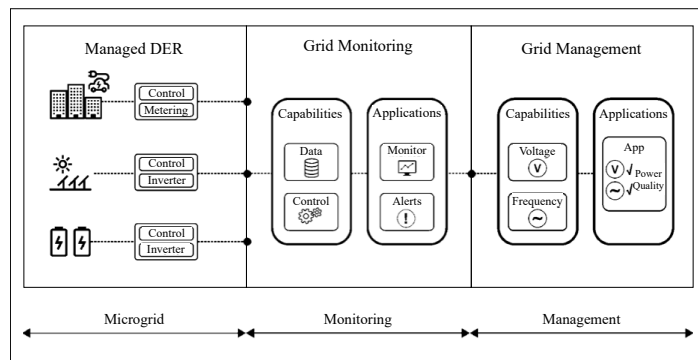 Managed DER
Grid Monitoring
Grid Management
Control
Metering
Control
Inverter
Control
Inverter
Capabilities
Data
Control
Applications
Monitor
Alerts
!
Capabilities
Voltage
V
Frequency
~
Applications
App
V √ Power
~ √ Quality
Microgrid
Monitoring
Management